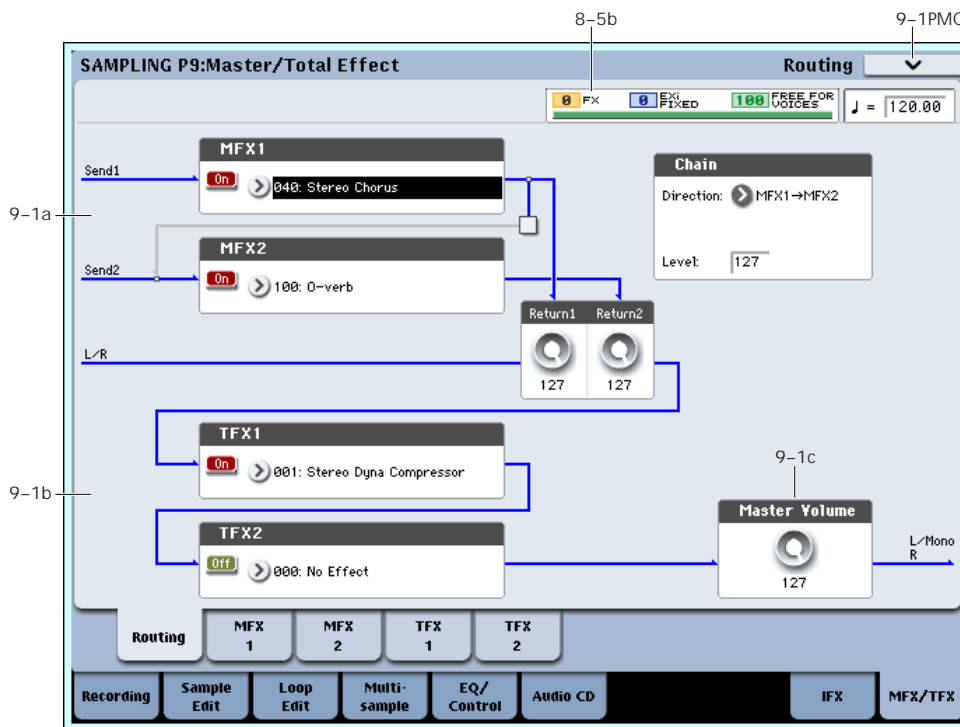 8-5b
9-1PMC
SAMPLING P9:Master/Total Effect
Routing
0 FX
0 EXi FIXED
100 FREE FOR VOICES
♩ = 120.00
MFX1
Send1
On
040: Stereo Chorus
Chain
Direction: MFX1→MFX2
Level: 127
9-1a
MFX2
Send2
On
100: O-verb
Return1
Return2
127
127
L/R
TFX1
On
001: Stereo Dyna Compressor
9-1b
9-1c
TFX2
Off
000: No Effect
Master Volume
127
L/Mono
R
Routing
MFX
1
MFX
2
TFX
1
TFX
2
Recording
Sample
Edit
Loop
Edit
Multi-
sample
EQ/
Control
Audio CD
IFX
MFX/TFX